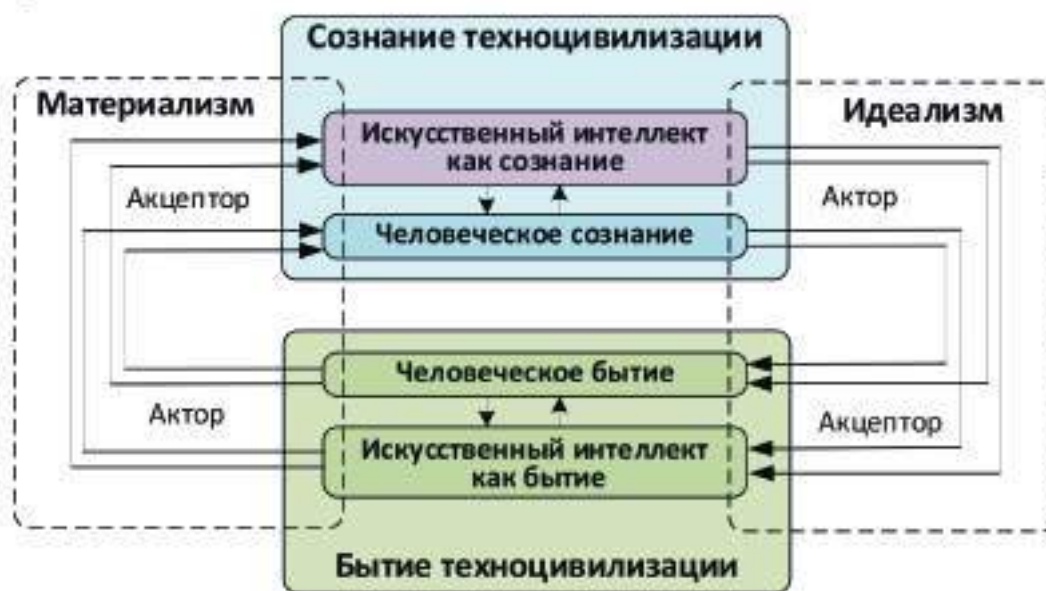 Сознание техноцивилизации
Материализм
Идеализм
Искусственный интеллект
как сознание
Акцептор
Актор
Человеческое сознание
Человеческое бытие
Актор
Акцептор
Искусственный интеллект
как бытие
Бытие техноцивилизации